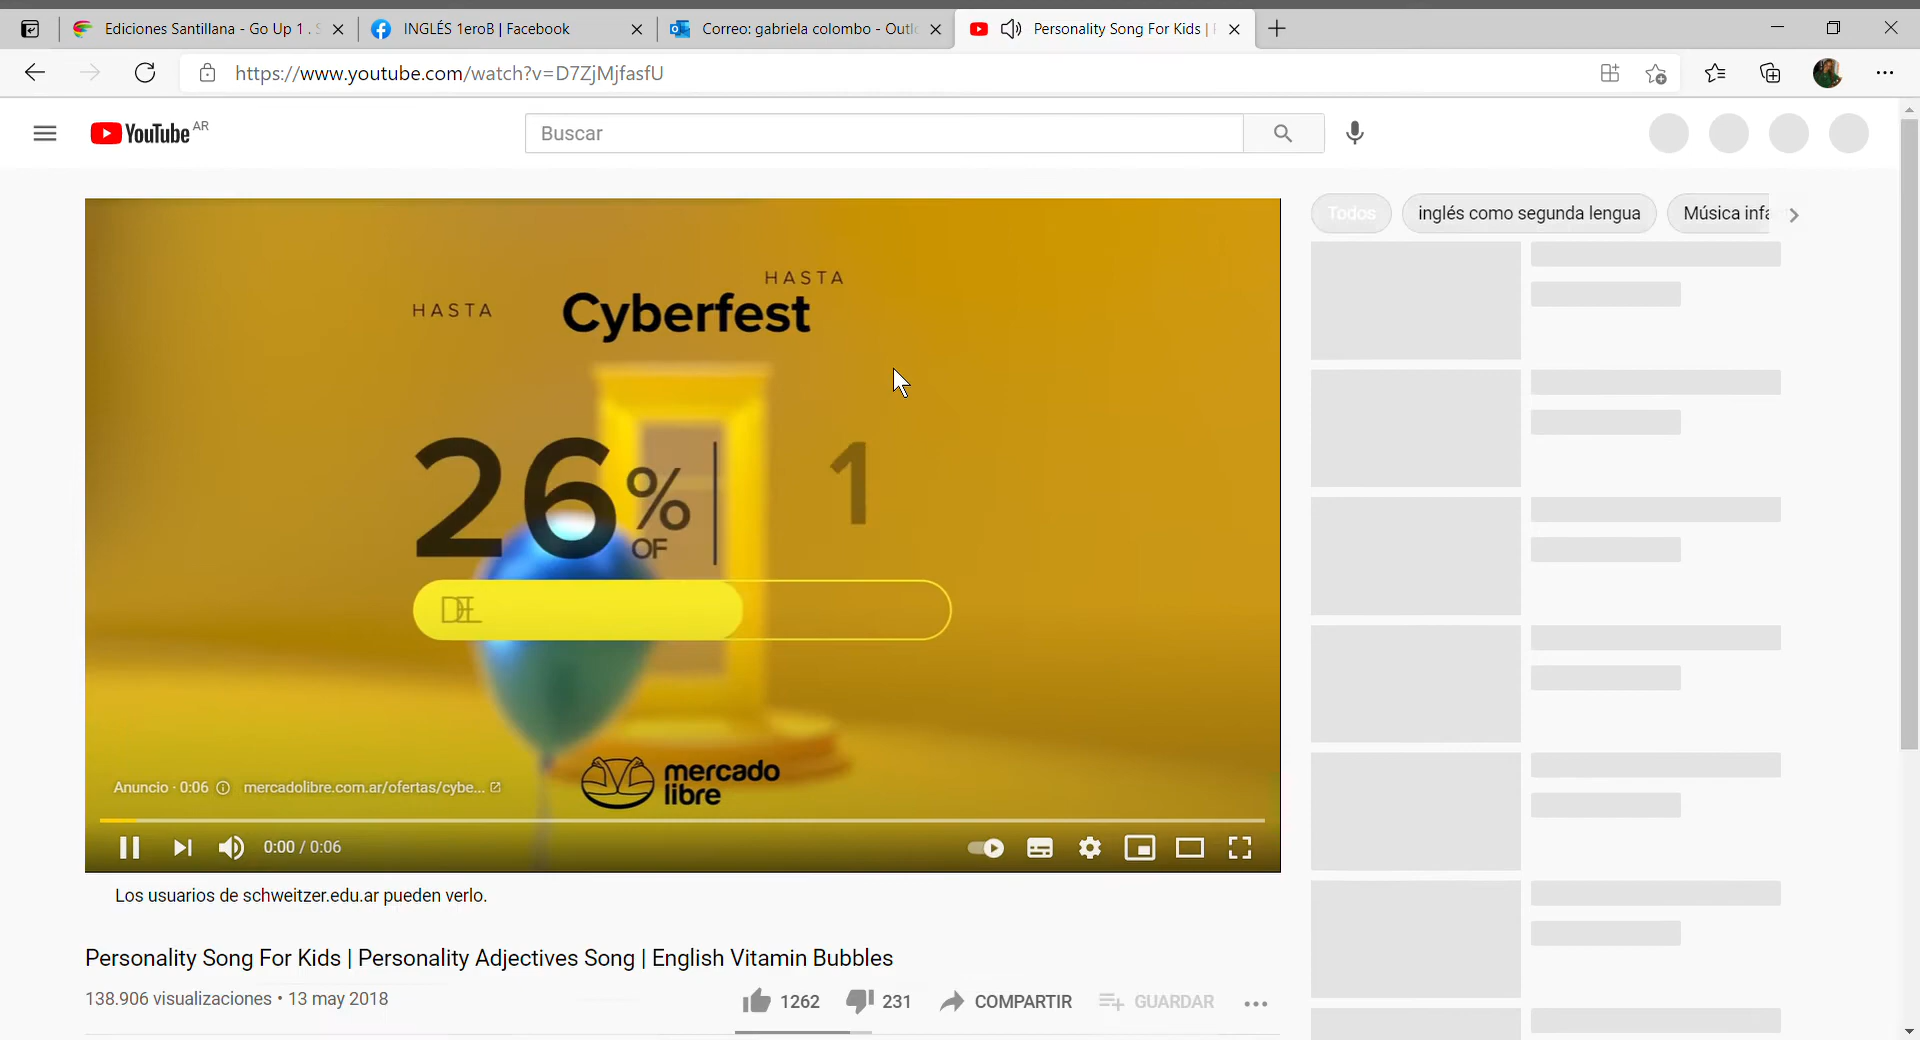 Ediciones Santillana - Go Up 1 . S
INGLÉS 1eroB | Facebook
Correo: gabriela colombo - Outlo
Personality Song For Kids |
https://www.youtube.com/watch?v=D7ZjMjfasfU
YouTube AR
Buscar
Todos
inglés como segunda lengua
Música infa
HASTA
HASTA
Cyberfest
26% OF
1
DE
mercado
libre
Anuncio · 0:06
mercadolibre.com.ar/ofertas/cybe...
0:00 / 0:06
Los usuarios de schweitzer.edu.ar pueden verlo.
Personality Song For Kids | Personality Adjectives Song | English Vitamin Bubbles
138.906 visualizaciones • 13 may 2018
1262
231
COMPARTIR
GUARDAR